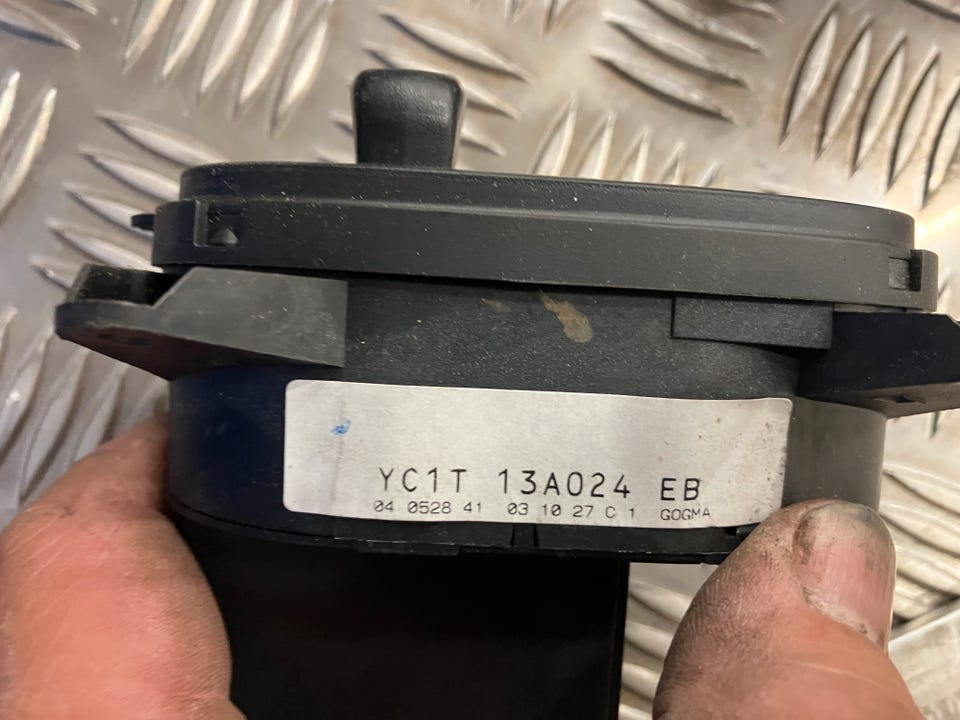 YC1T 13A024 EB
04 0528 41 03 10 27 C 1 GOGMA